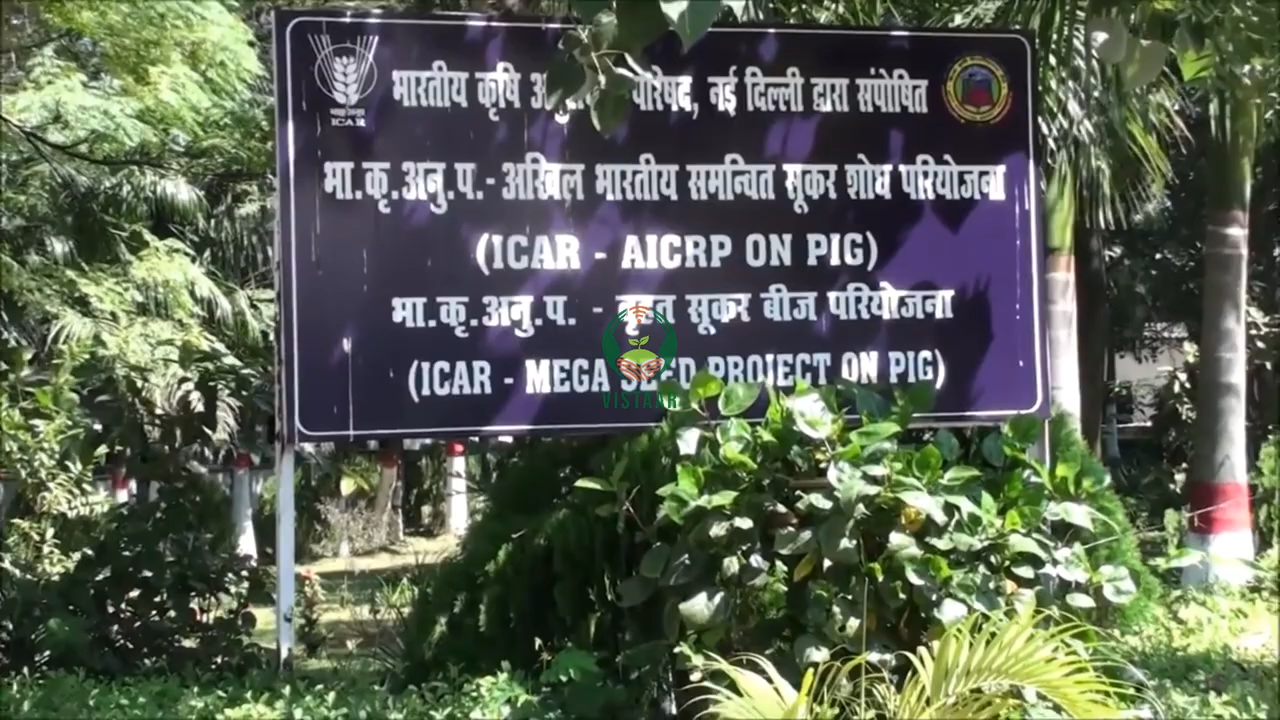 भारतीय कृषि परिषद, नई दिल्ली द्वारा संपोषित
ICAR
भा.कृ.अनु.प.-अखिल भारतीय समन्वित सूकर शोध परियोजना
(ICAR - AICRP ON PIG)
भा.कृ.अनु.प. - सूकर बीज परियोजना
(ICAR - MEGA SEED PROJECT ON PIG)
VISTAAR